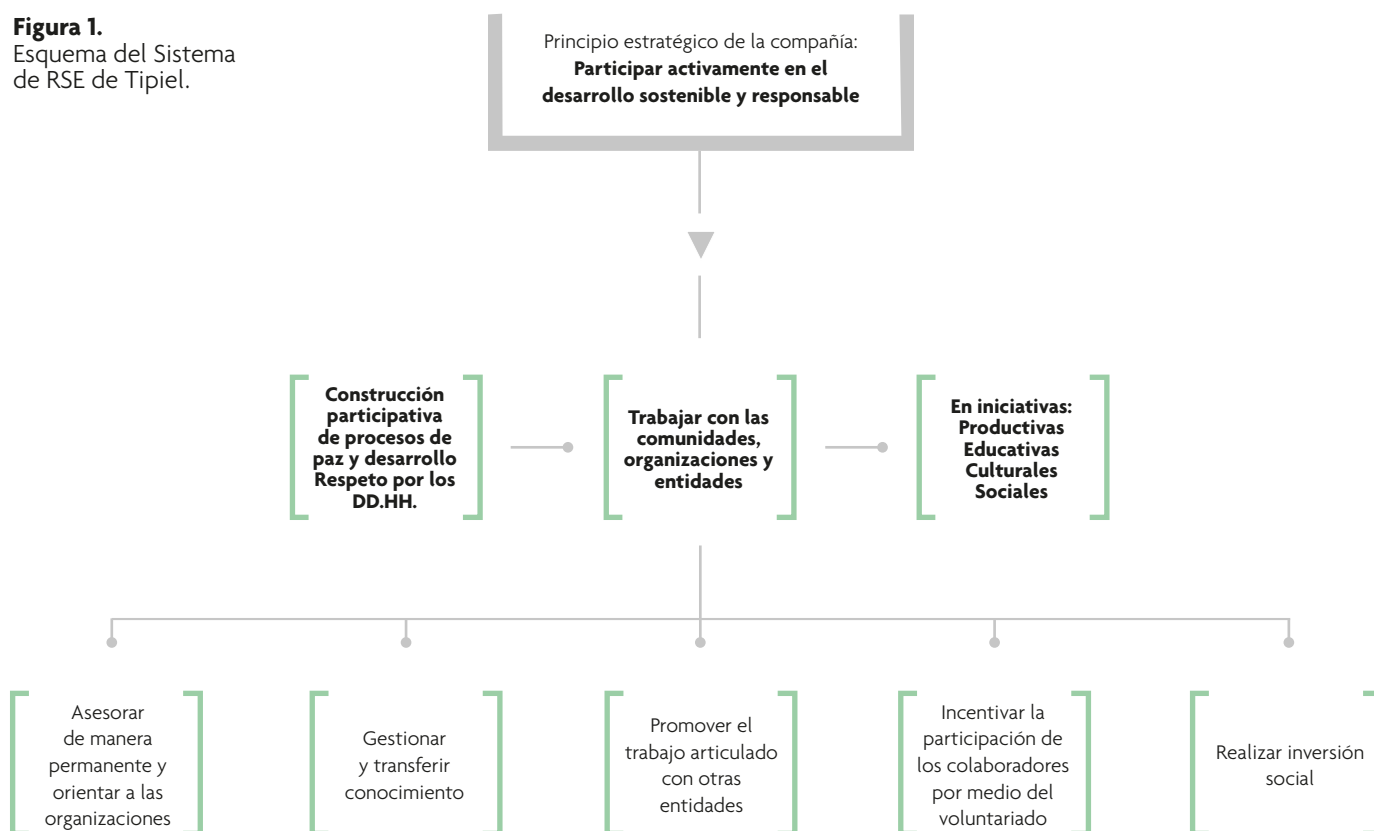 Figura 1.
Esquema del Sistema
de RSE de Tipiel.
Principio estratégico de la compañía:
Participar activamente en el
desarrollo sostenible y responsable
Construcción
participativa
de procesos de
paz y desarrollo
Respeto por los
DD.HH.
Trabajar con las
comunidades,
organizaciones y
entidades
En iniciativas:
Productivas
Educativas
Culturales
Sociales
Asesorar
de manera
permanente y
orientar a las
organizaciones
Gestionar
y transferir
conocimiento
Promover el
trabajo articulado
con otras
entidades
Incentivar la
participación de
los colaboradores
por medio del
voluntariado
Realizar inversión
social